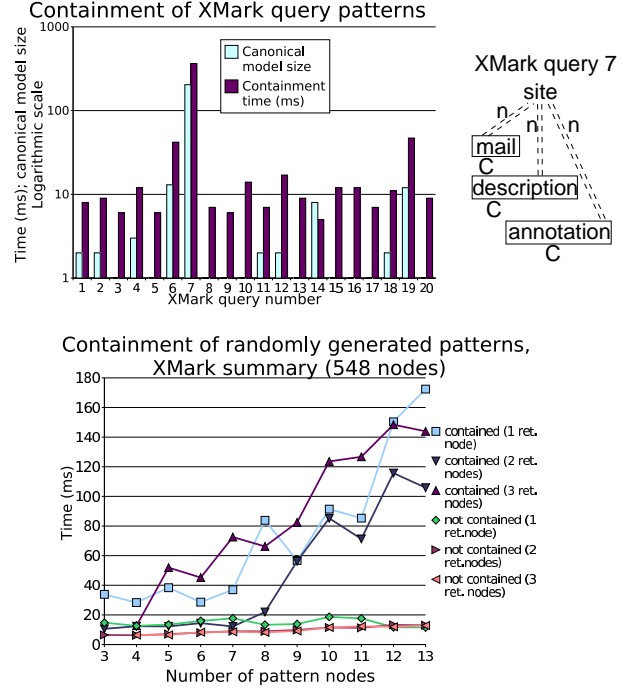 Containment of XMark query patterns
Time (ms); canonical model size
Logarithmic scale
1000
100
10
1
Canonical
model size
Containment
time (ms)
1 2 3 4 5 6 7 8 9 10 11 12 13 14 15 16 17 18 19 20
XMark query number
XMark query 7
site
n
n
n
mail
C
description
C
annotation
C
Containment of randomly generated patterns,
XMark summary (548 nodes)
Time (ms)
180
160
140
120
100
80
60
40
20
0
3 4 5 6 7 8 9 10 11 12 13
Number of pattern nodes
contained (1 ret.
node)
contained (2 ret.
nodes)
contained (3 ret.
nodes)
not contained (1
ret.node)
not contained (2
ret.nodes)
not contained (3
ret. nodes)